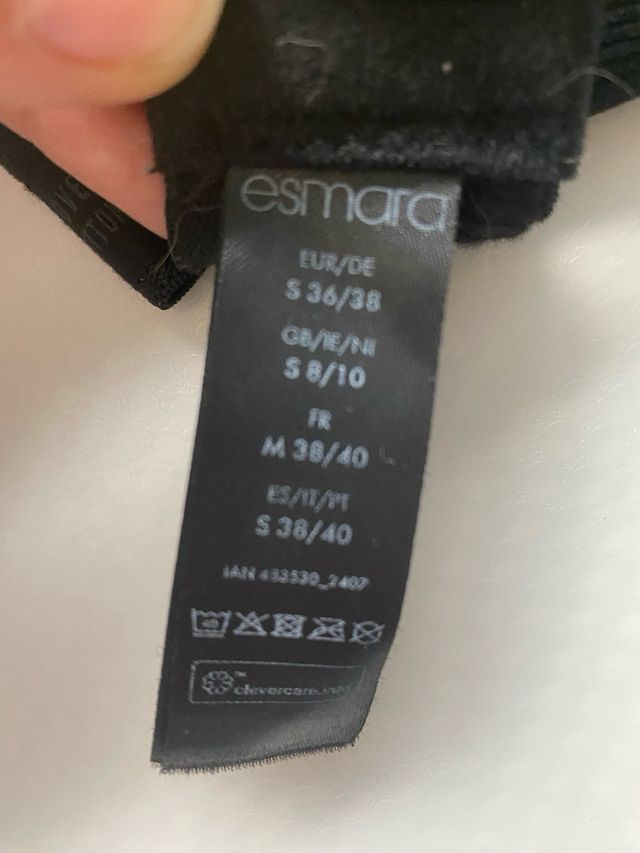 esmara
EUR/DE
S 36/38
GB/IE/NI
S 8/10
FR
M 38/40
ES/IT/PT
S 38/40
IAN 453530_2407
40
clevercare.info